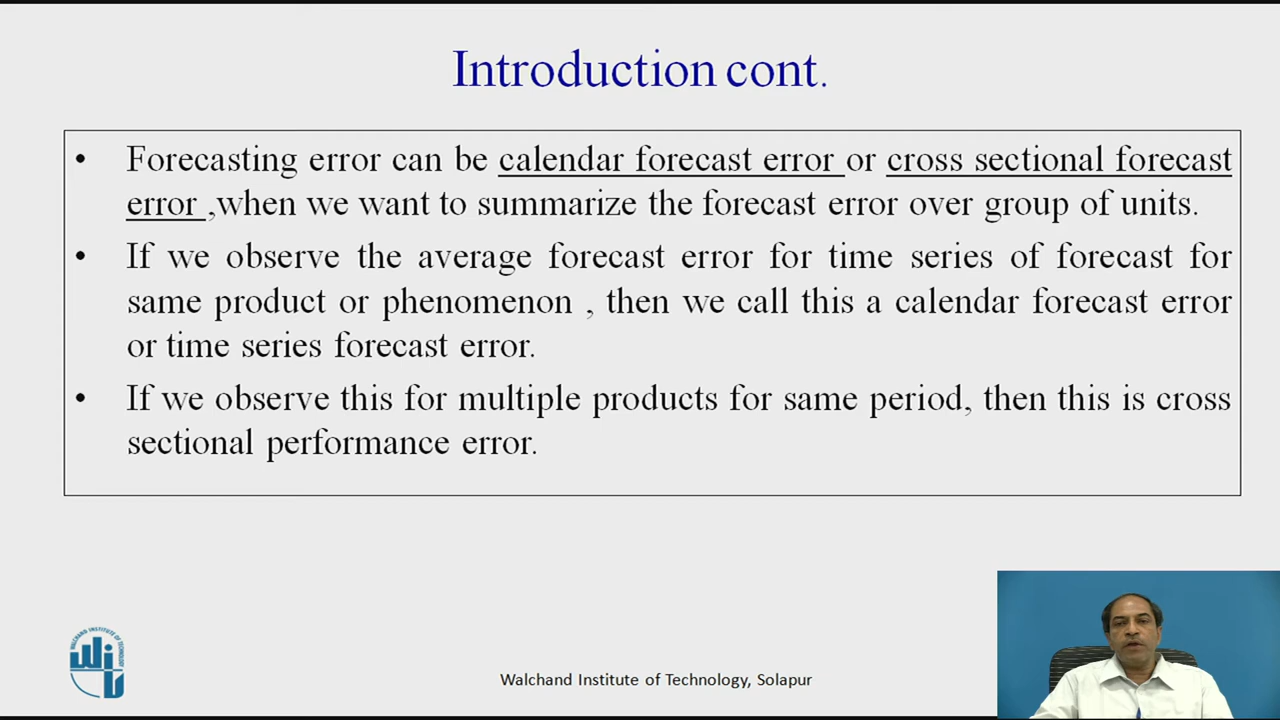 Introduction cont.
• Forecasting error can be calendar forecast error or cross sectional forecast
error ,when we want to summarize the forecast error over group of units.
• If we observe the average forecast error for time series of forecast for
same product or phenomenon , then we call this a calendar forecast error
or time series forecast error.
• If we observe this for multiple products for same period, then this is cross
sectional performance error.
WALCHAND INSTITUTE OF TECHNOLOGY
Walchand Institute of Technology, Solapur